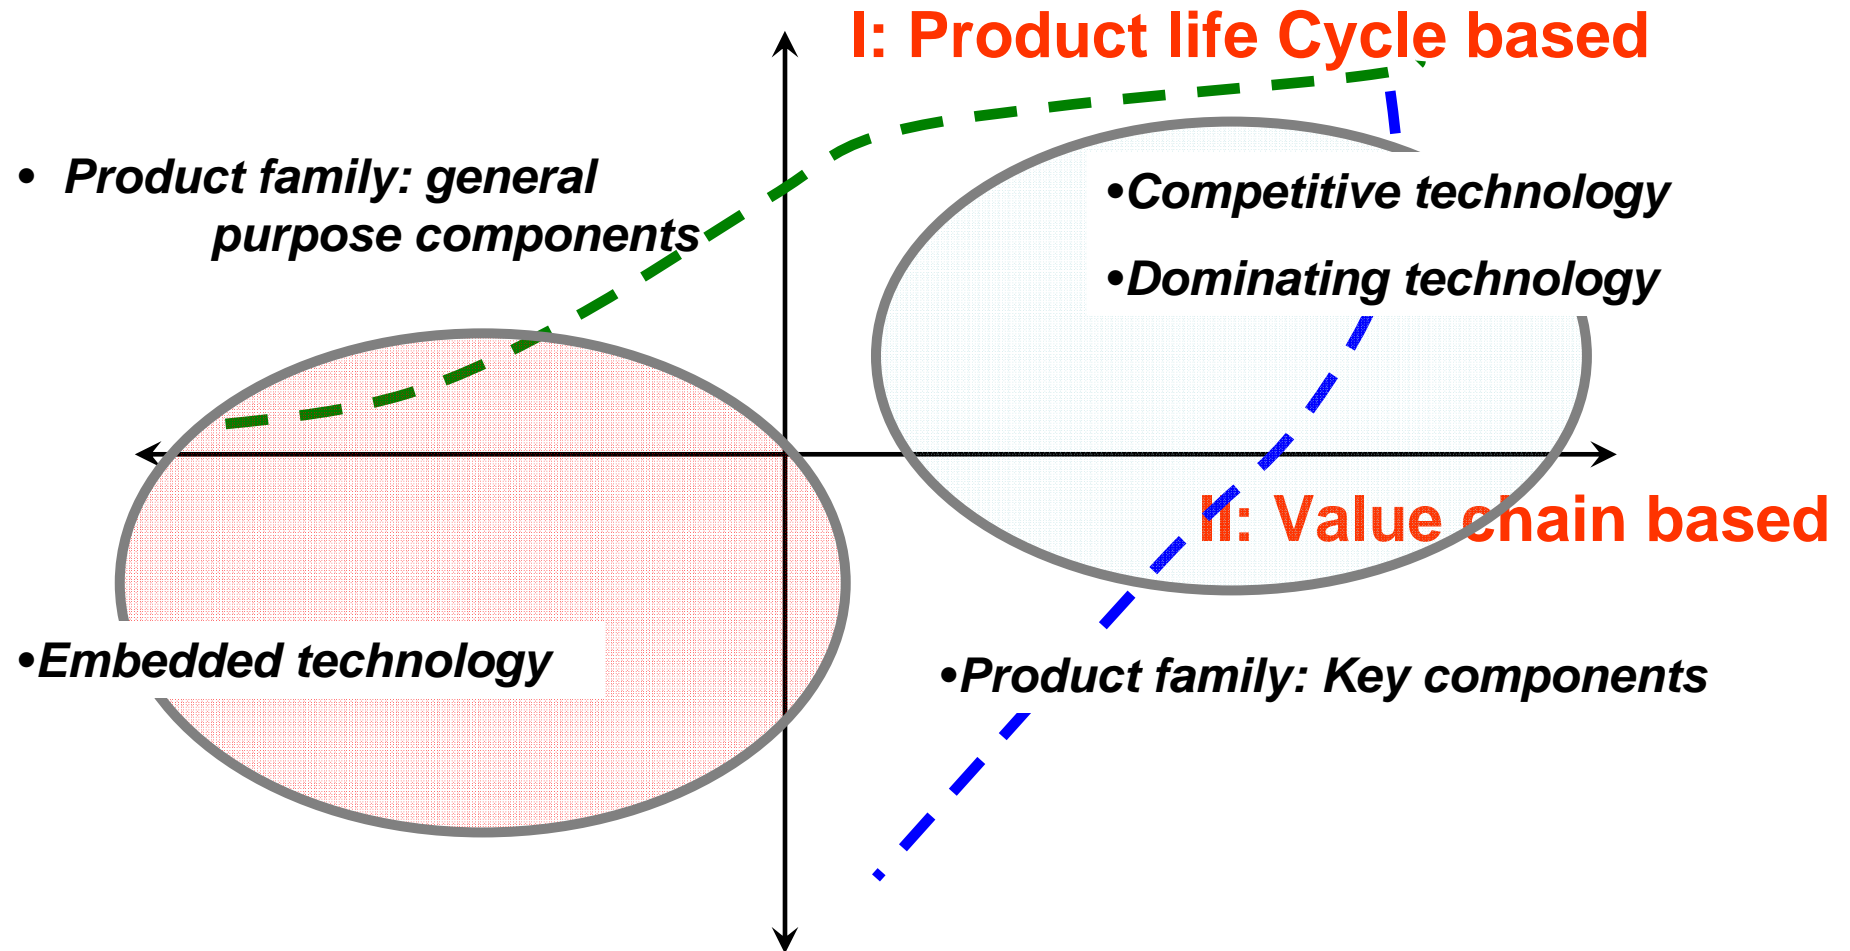 I: Product life Cycle based
• Product family: general
purpose components
•Competitive technology
•Dominating technology
II: Value chain based
•Embedded technology
•Product family: Key components